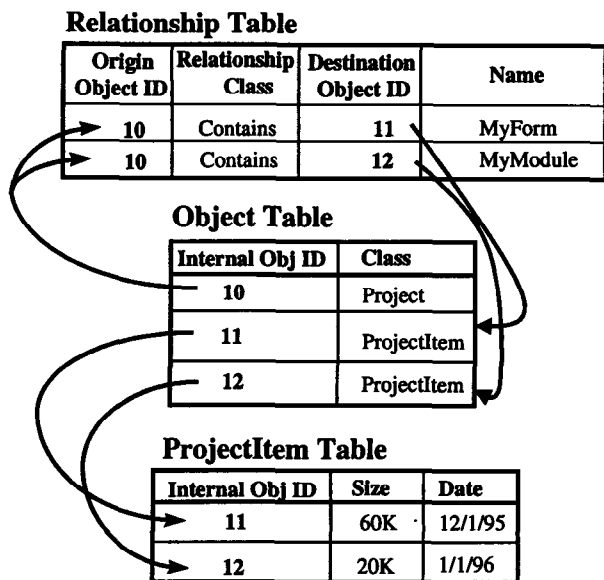 Relationship Table
Origin Object ID Relationship Class Destination Object ID Name
10 Contains 11 MyForm
10 Contains 12 MyModule
Object Table
Internal Obj ID Class
10 Project
11 ProjectItem
12 ProjectItem
ProjectItem Table
Internal Obj ID Size Date
11 60K 12/1/95
12 20K 1/1/96